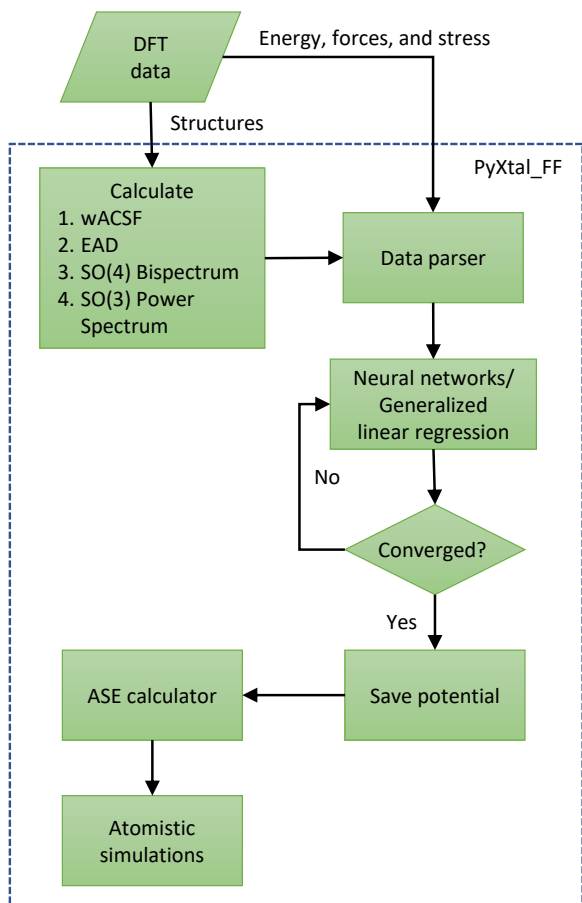 DFT
data
Energy, forces, and stress
Structures
PyXtal_FF
Calculate
1. wACSF
2. EAD
3. SO(4) Bispectrum
4. SO(3) Power
Spectrum
Data parser
Neural networks/
Generalized
linear regression
No
Converged?
Yes
ASE calculator
Save potential
Atomistic
simulations